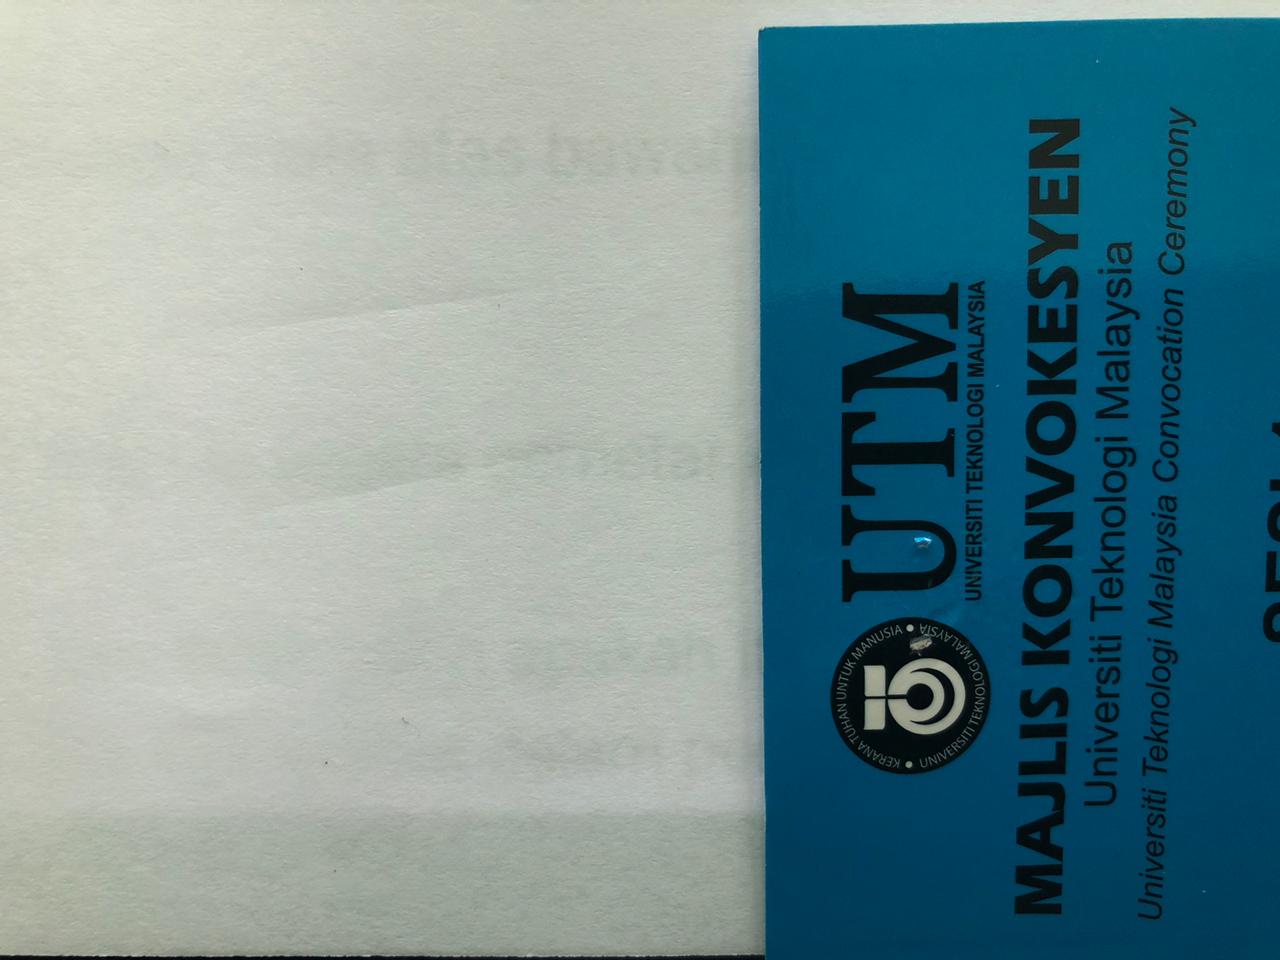 KERANA TUHAN UNTUK MANUSIA • UNIVERSITI TEKNOLOGI MALAYSIA •
UTM
UNIVERSITI TEKNOLOGI MALAYSIA
MAJLIS KONVOKESYEN
Universiti Teknologi Malaysia
Universiti Teknologi Malaysia Convocation Ceremony